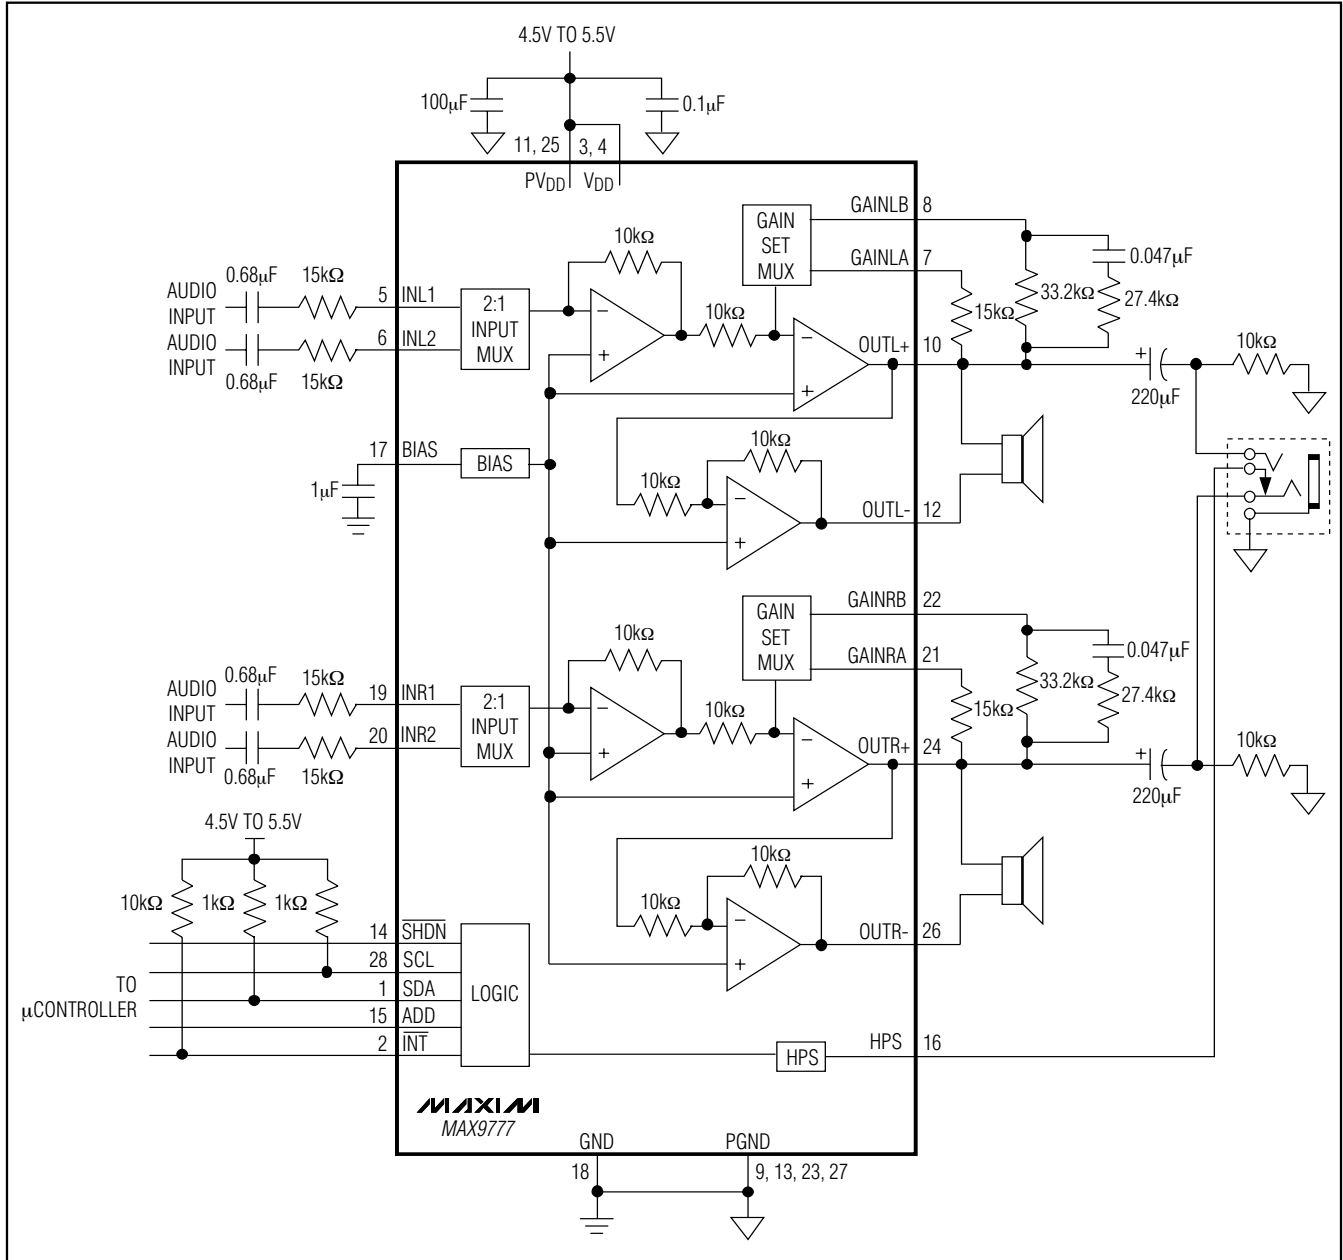 4.5V TO 5.5V
100μF
0.1μF
11, 25
3, 4
PVDD
VDD
GAIN
SET
MUX
GAINLB
8
GAINLA
7
0.047μF
33.2kΩ
27.4kΩ
15kΩ
10kΩ
10kΩ
AUDIO
INPUT
0.68μF
15kΩ
5
INL1
AUDIO
INPUT
0.68μF
15kΩ
6
INL2
2:1
INPUT
MUX
−
+
−
+
OUTL+
10
+
220μF
10kΩ
17
BIAS
BIAS
1μF
10kΩ
10kΩ
−
+
OUTL-
12
GAIN
SET
MUX
GAINRB
22
GAINRA
21
0.047μF
33.2kΩ
27.4kΩ
15kΩ
10kΩ
10kΩ
AUDIO
INPUT
0.68μF
15kΩ
19
INR1
AUDIO
INPUT
0.68μF
15kΩ
20
INR2
2:1
INPUT
MUX
−
+
−
+
OUTR+
24
+
220μF
10kΩ
4.5V TO 5.5V
10kΩ
1kΩ
1kΩ
10kΩ
10kΩ
−
+
OUTR-
26
TO
μCONTROLLER
14
SHDN
28
SCL
1
SDA
15
ADD
2
INT
LOGIC
HPS
HPS
16
MAXIM
MAX9777
GND
18
PGND
9, 13, 23, 27